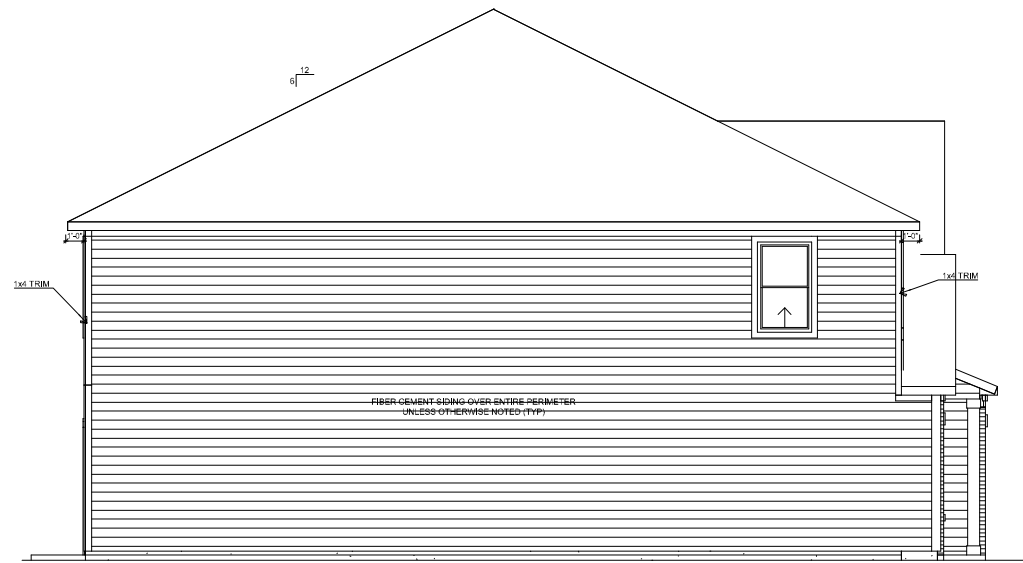 12
6
1'-0"
1'-0"
1x4 TRIM
1x4 TRIM
FIBER CEMENT SIDING OVER ENTIRE PERIMETER
UNLESS OTHERWISE NOTED (TYP)